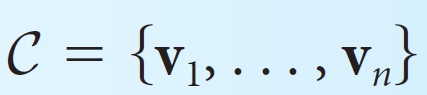 𝒞 = {𝐯₁, . . . , 𝐯ₙ}